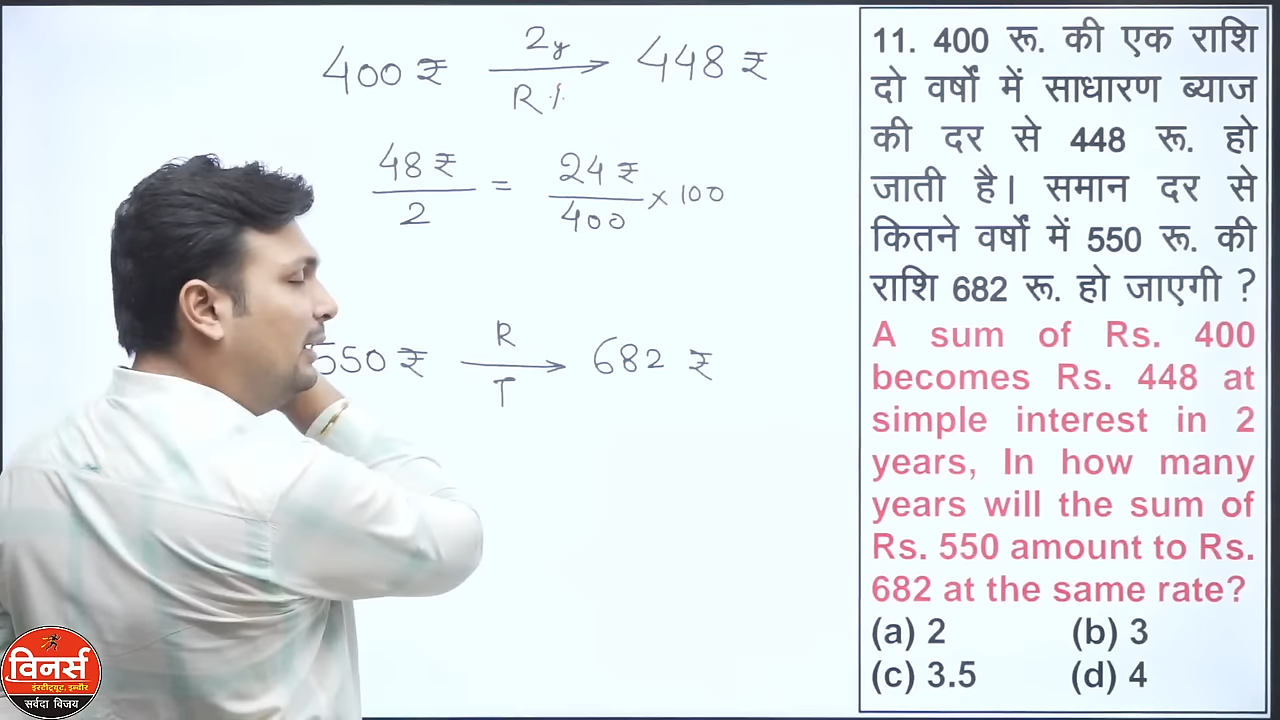 400 ₹ 2y R% 448 ₹
48 ₹
2
=
24 ₹
400
× 100
550 ₹ R T 682 ₹
11. 400 रू. की एक राशि
दो वर्षों में साधारण ब्याज
की दर से 448 रू. हो
जाती है। समान दर से
कितने वर्षों में 550 रू. की
राशि 682 रू. हो जाएगी ?
A sum of Rs. 400
becomes Rs. 448 at
simple interest in 2
years, In how many
years will the sum of
Rs. 550 amount to Rs.
682 at the same rate?
(a) 2 (b) 3
(c) 3.5 (d) 4
विनर्स
इंस्टीट्यूट, इन्दौर
सर्वदा विजय